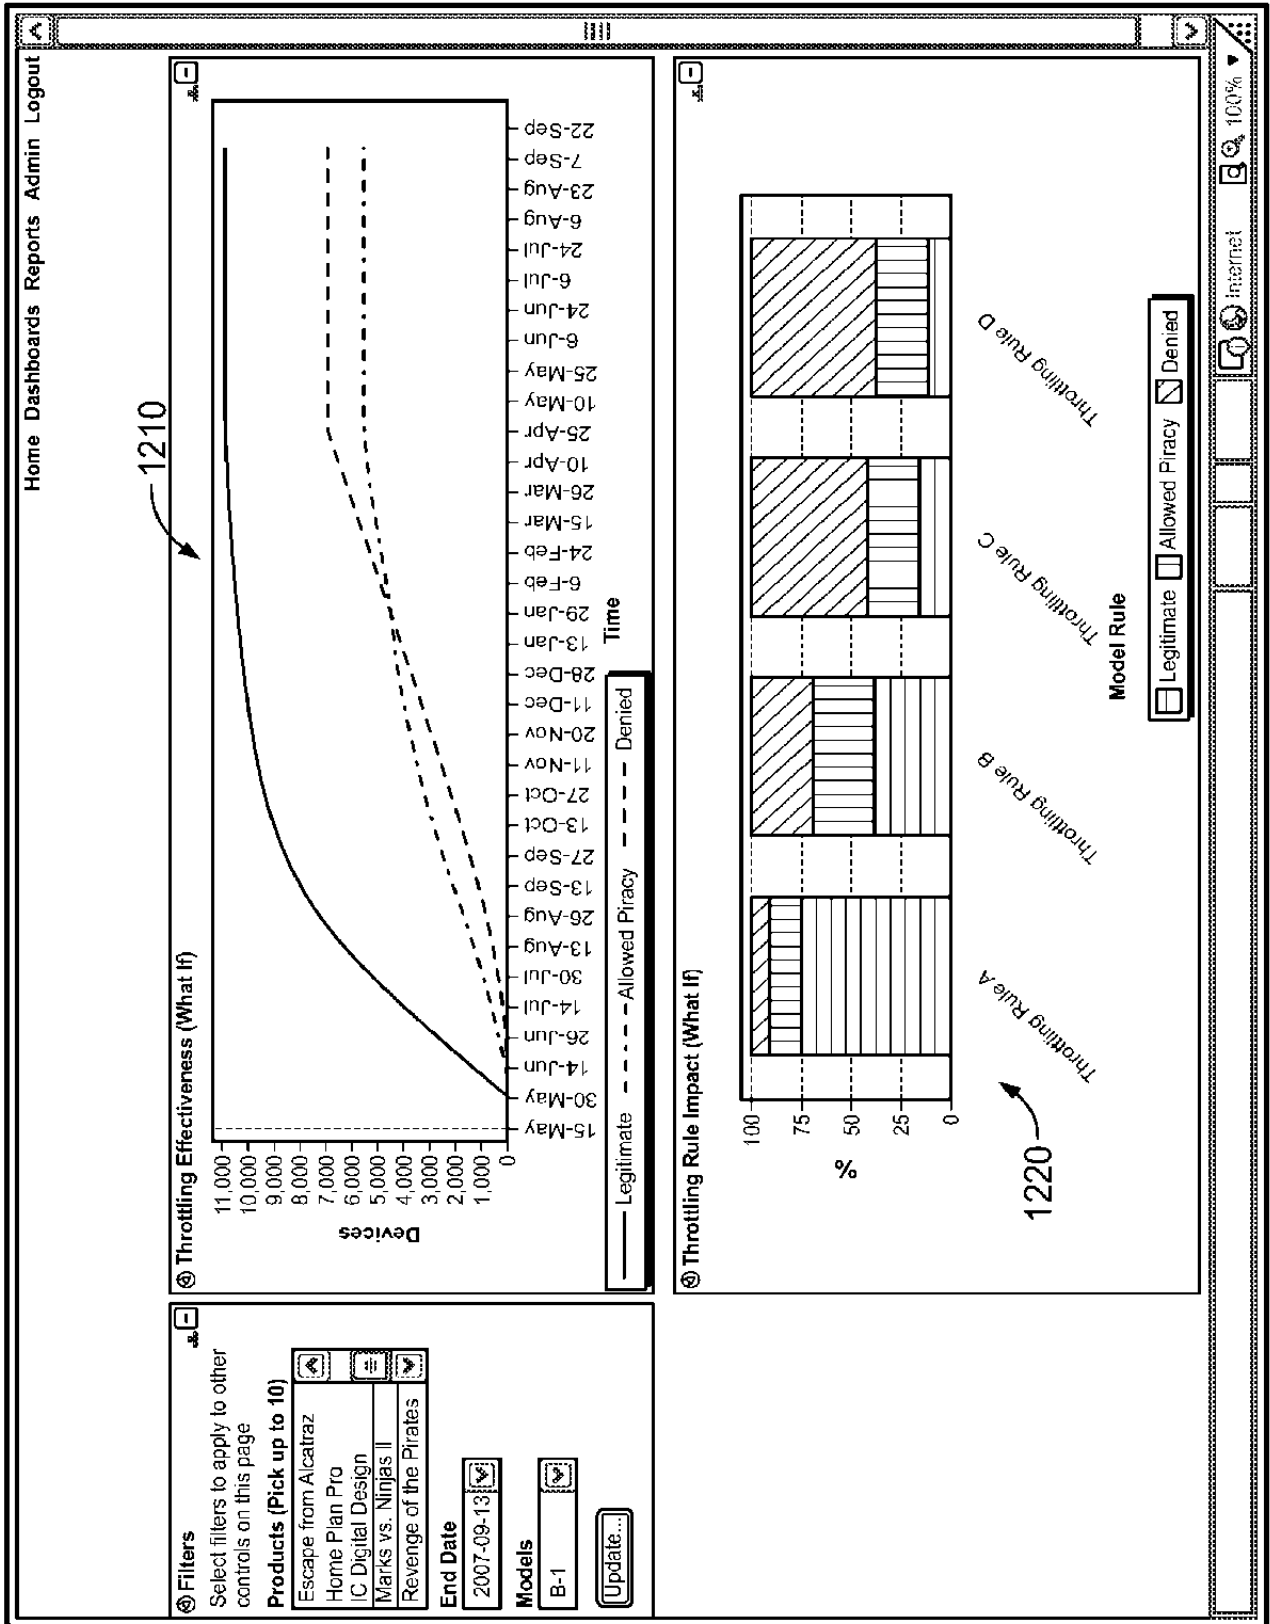 Home Dashboards Reports Admin Logout
Filters
Select filters to apply to other
controls on this page
Products (Pick up to 10)
Escape from Alcatraz
Home Plan Pro
IC Digital Design
Marks vs. Ninjas II
Revenge of the Pirates
End Date
2007-09-13
Models
B-1
Update...
Throttling Effectiveness (What If)
1210
Devices
11,000
10,000
9,000
8,000
7,000
6,000
5,000
4,000
3,000
2,000
1,000
0
15-May
30-May
14-Jun
26-Jun
14-Jul
30-Jul
13-Aug
26-Aug
13-Sep
27-Sep
13-Oct
27-Oct
11-Nov
20-Nov
11-Dec
28-Dec
13-Jan
29-Jan
6-Feb
24-Feb
15-Mar
26-Mar
10-Apr
25-Apr
10-May
25-May
6-Jun
24-Jun
6-Jul
24-Jul
6-Aug
23-Aug
7-Sep
22-Sep
Time
Legitimate Allowed Piracy Denied
Throttling Rule Impact (What If)
1220
%
100
75
50
25
0
Throttling Rule A
Throttling Rule B
Throttling Rule C
Throttling Rule D
Model Rule
Legitimate Allowed Piracy Denied
Internet 100%